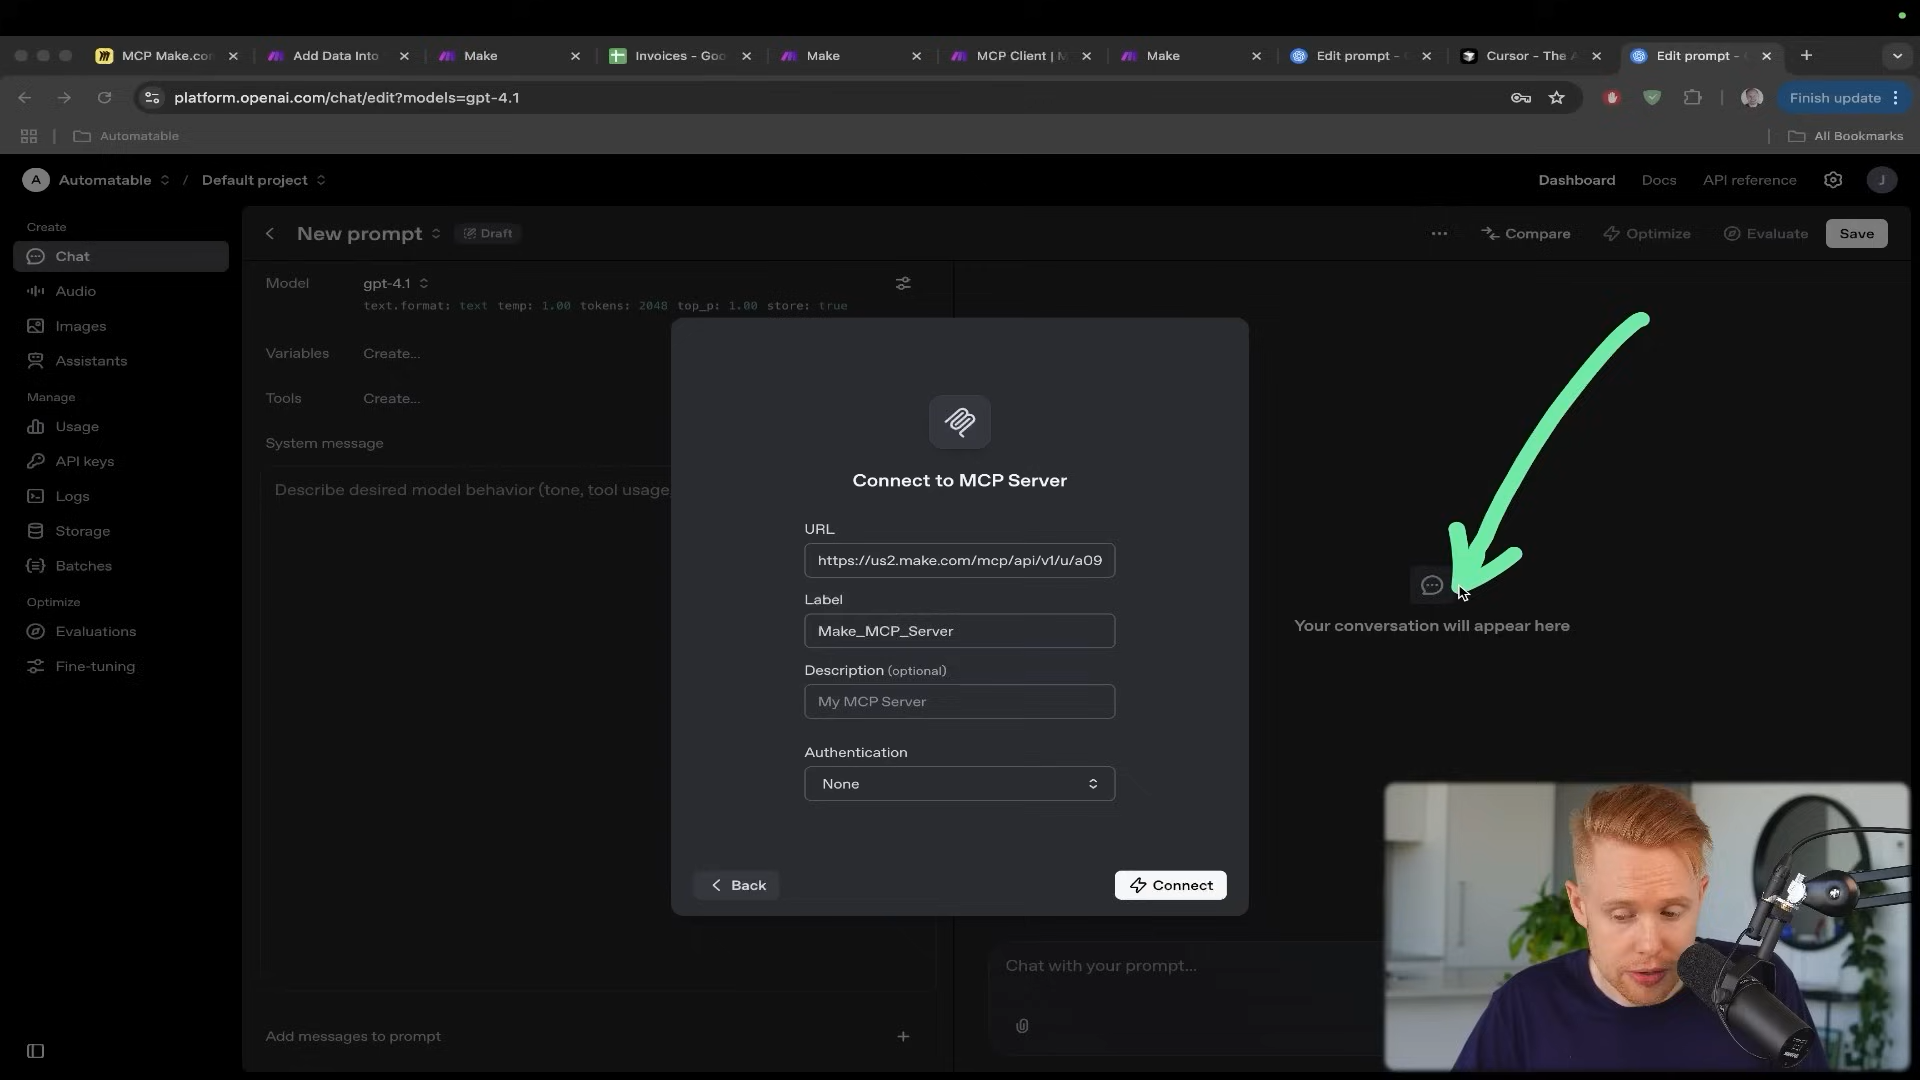 MCP Make.co
Add Data Into
Make
Invoices - Goo
Make
MCP Client | M
Make
Edit prompt -
Cursor - The A
Edit prompt -
platform.openai.com/chat/edit?models=gpt-4.1
Finish update
Automatable
All Bookmarks
A
Automatable
/
Default project
Dashboard
Docs
API reference
J
Create
Chat
Audio
Images
Assistants
Manage
Usage
API keys
Logs
Storage
Batches
Optimize
Evaluations
Fine-tuning
New prompt
Draft
Compare
Optimize
Evaluate
Save
Model
gpt-4.1
text.format: text temp: 1.00 tokens: 2048 top_p: 1.00 store: true
Variables
Create...
Tools
Create...
System message
Describe desired model behavior (tone, tool usage,
Add messages to prompt
Connect to MCP Server
URL
https://us2.make.com/mcp/api/v1/u/a09
Label
Make_MCP_Server
Description (optional)
My MCP Server
Authentication
None
Back
Connect
Your conversation will appear here
Chat with your prompt...